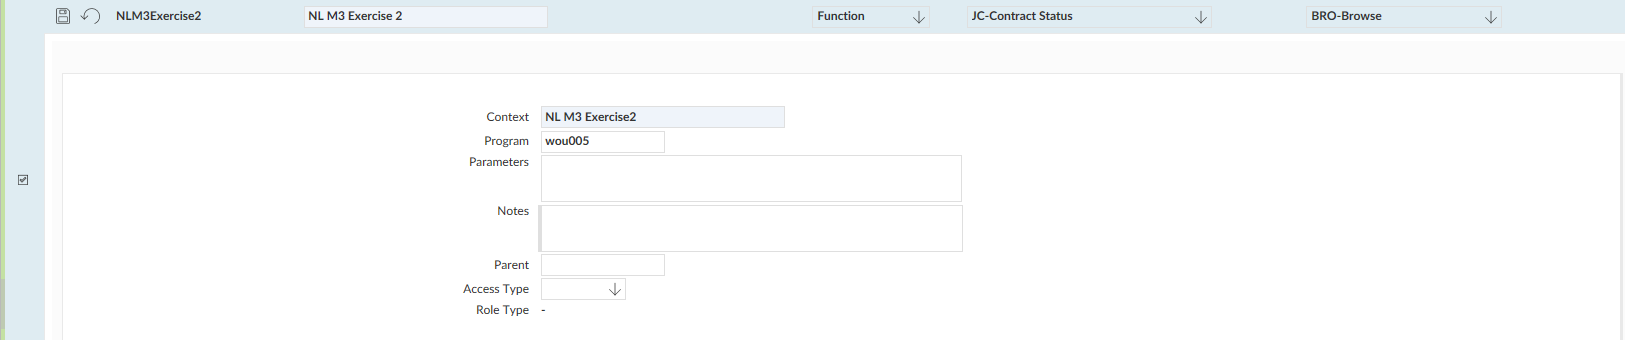 NLM3Exercise2 NL M3 Exercise 2 Function JC-Contract Status BRO-Browse
Context NL M3 Exercise2
Program wou005
Parameters
Notes
Parent
Access Type
Role Type -